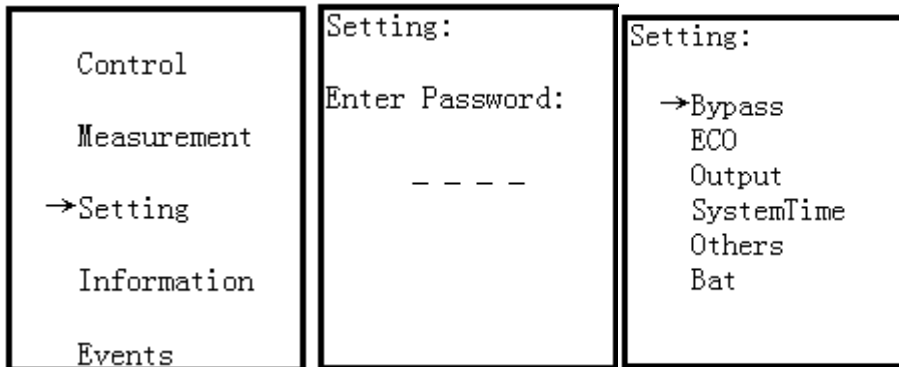 Control
Measurement
→Setting
Information
Events
Setting:
Enter Password:
_ _ _ _
Setting:
→Bypass
ECO
Output
SystemTime
Others
Bat